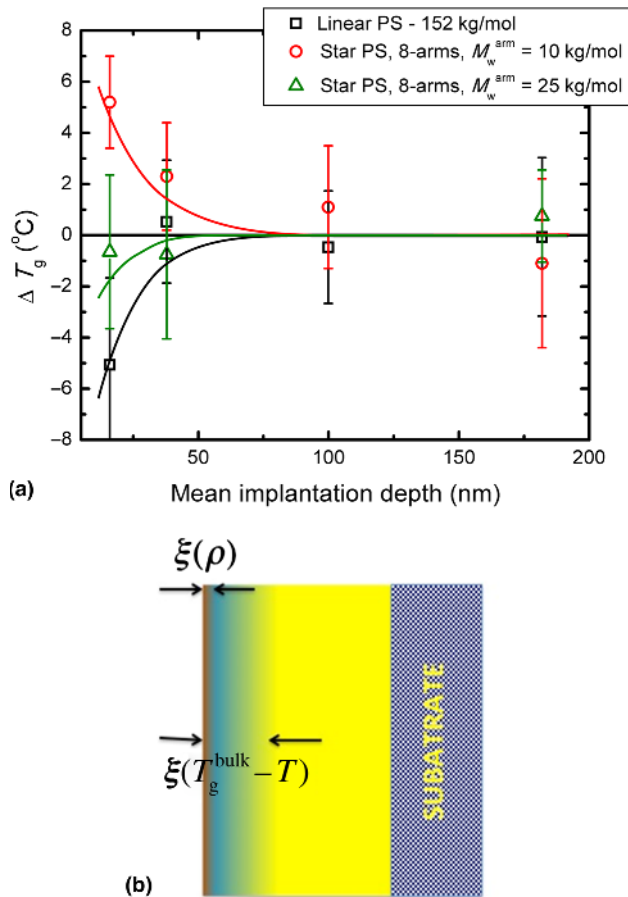 Linear PS - 152 kg/mol
Star PS, 8-arms, M_w^arm = 10 kg/mol
Star PS, 8-arms, M_w^arm = 25 kg/mol
8
6
4
2
0
–2
–4
–6
–8
Δ T_g (°C)
50
100
150
200
Mean implantation depth (nm)
(a)
ξ(ρ)
ξ(T_g^bulk – T)
SUBATRATE
(b)